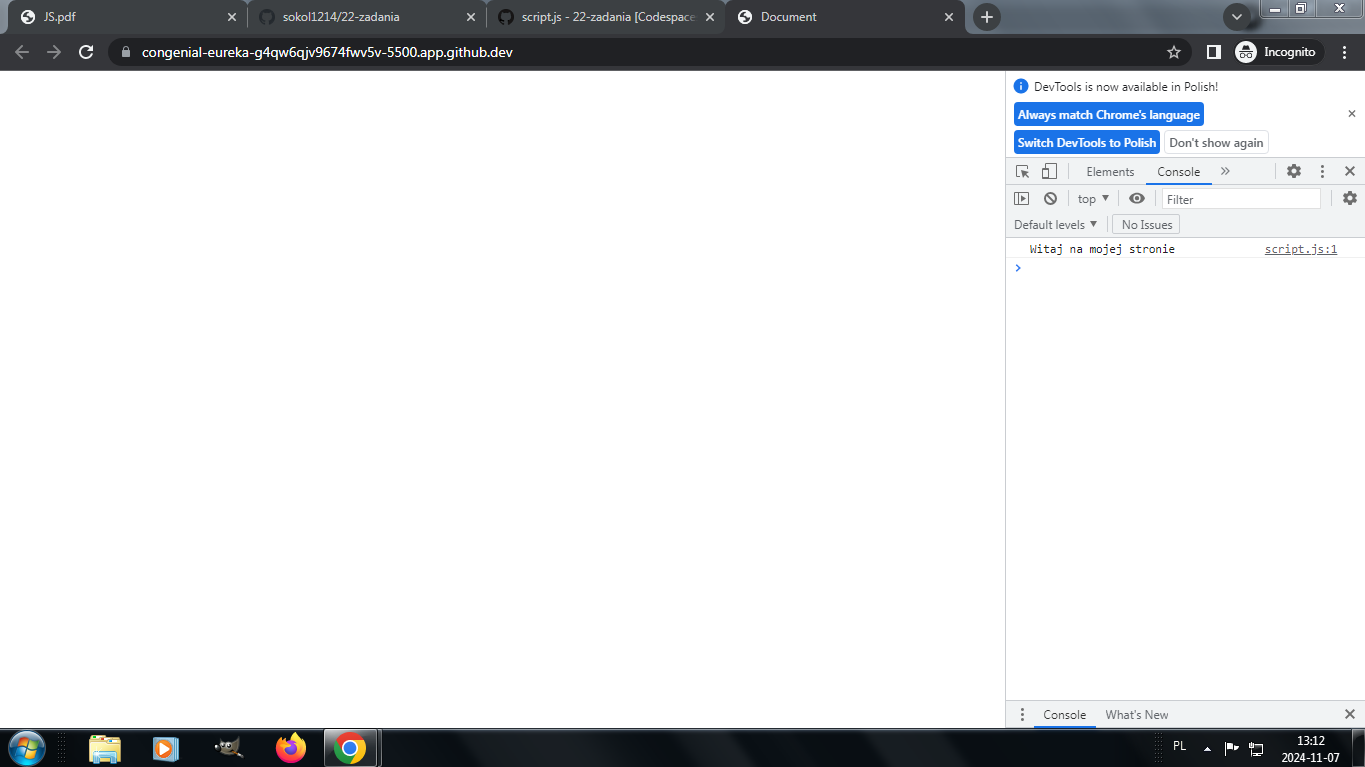 JS.pdf
sokol1214/22-zadania
script.js - 22-zadania [Codespace
Document
congenial-eureka-g4qw6qjv9674fwv5v-5500.app.github.dev
Incognito
DevTools is now available in Polish!
Always match Chrome's language
Switch DevTools to Polish Don't show again
Elements Console
top Filter
Default levels No Issues
Witaj na mojej stronie script.js:1
Console What's New
PL
13:12
2024-11-07